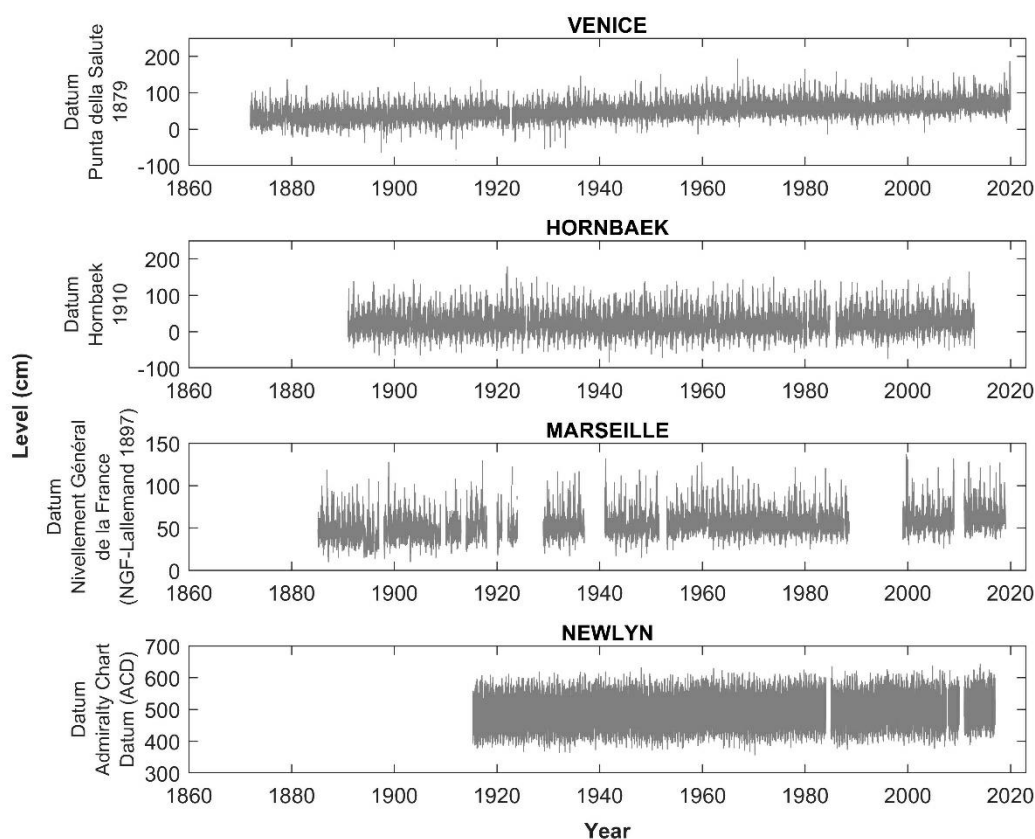 VENICE
Datum
Punta della Salute
1879
200
100
0
-100
1860 1880 1900 1920 1940 1960 1980 2000 2020
HORNBAEK
Datum
Hornbaek
1910
200
100
0
-100
1860 1880 1900 1920 1940 1960 1980 2000 2020
Level (cm)
MARSEILLE
Datum
Nivellement Général
de la France
(NGF-Lallemand 1897)
150
100
50
0
1860 1880 1900 1920 1940 1960 1980 2000 2020
NEWLYN
Datum
Admiralty Chart
Datum (ACD)
700
600
500
400
300
1860 1880 1900 1920 1940 1960 1980 2000 2020
Year